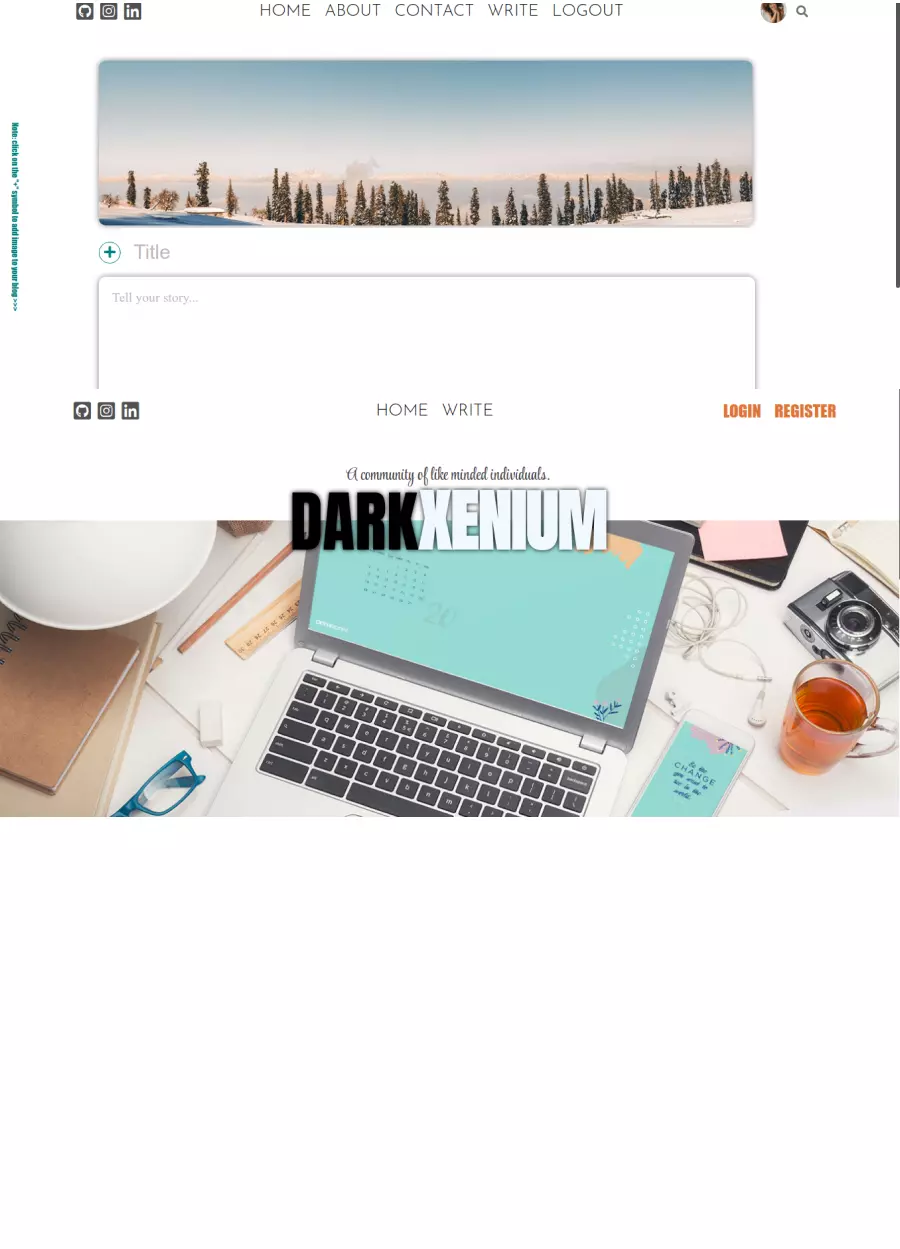 HOME ABOUT CONTACT WRITE LOGOUT
Note: click on the "+" symbol to add image to your blog >>>
Title
Tell your story...
HOME WRITE
LOGIN REGISTER
A community of like minded individuals.
DARKXENIUM
20
Be the
CHANGE
you want to
see in the
world.